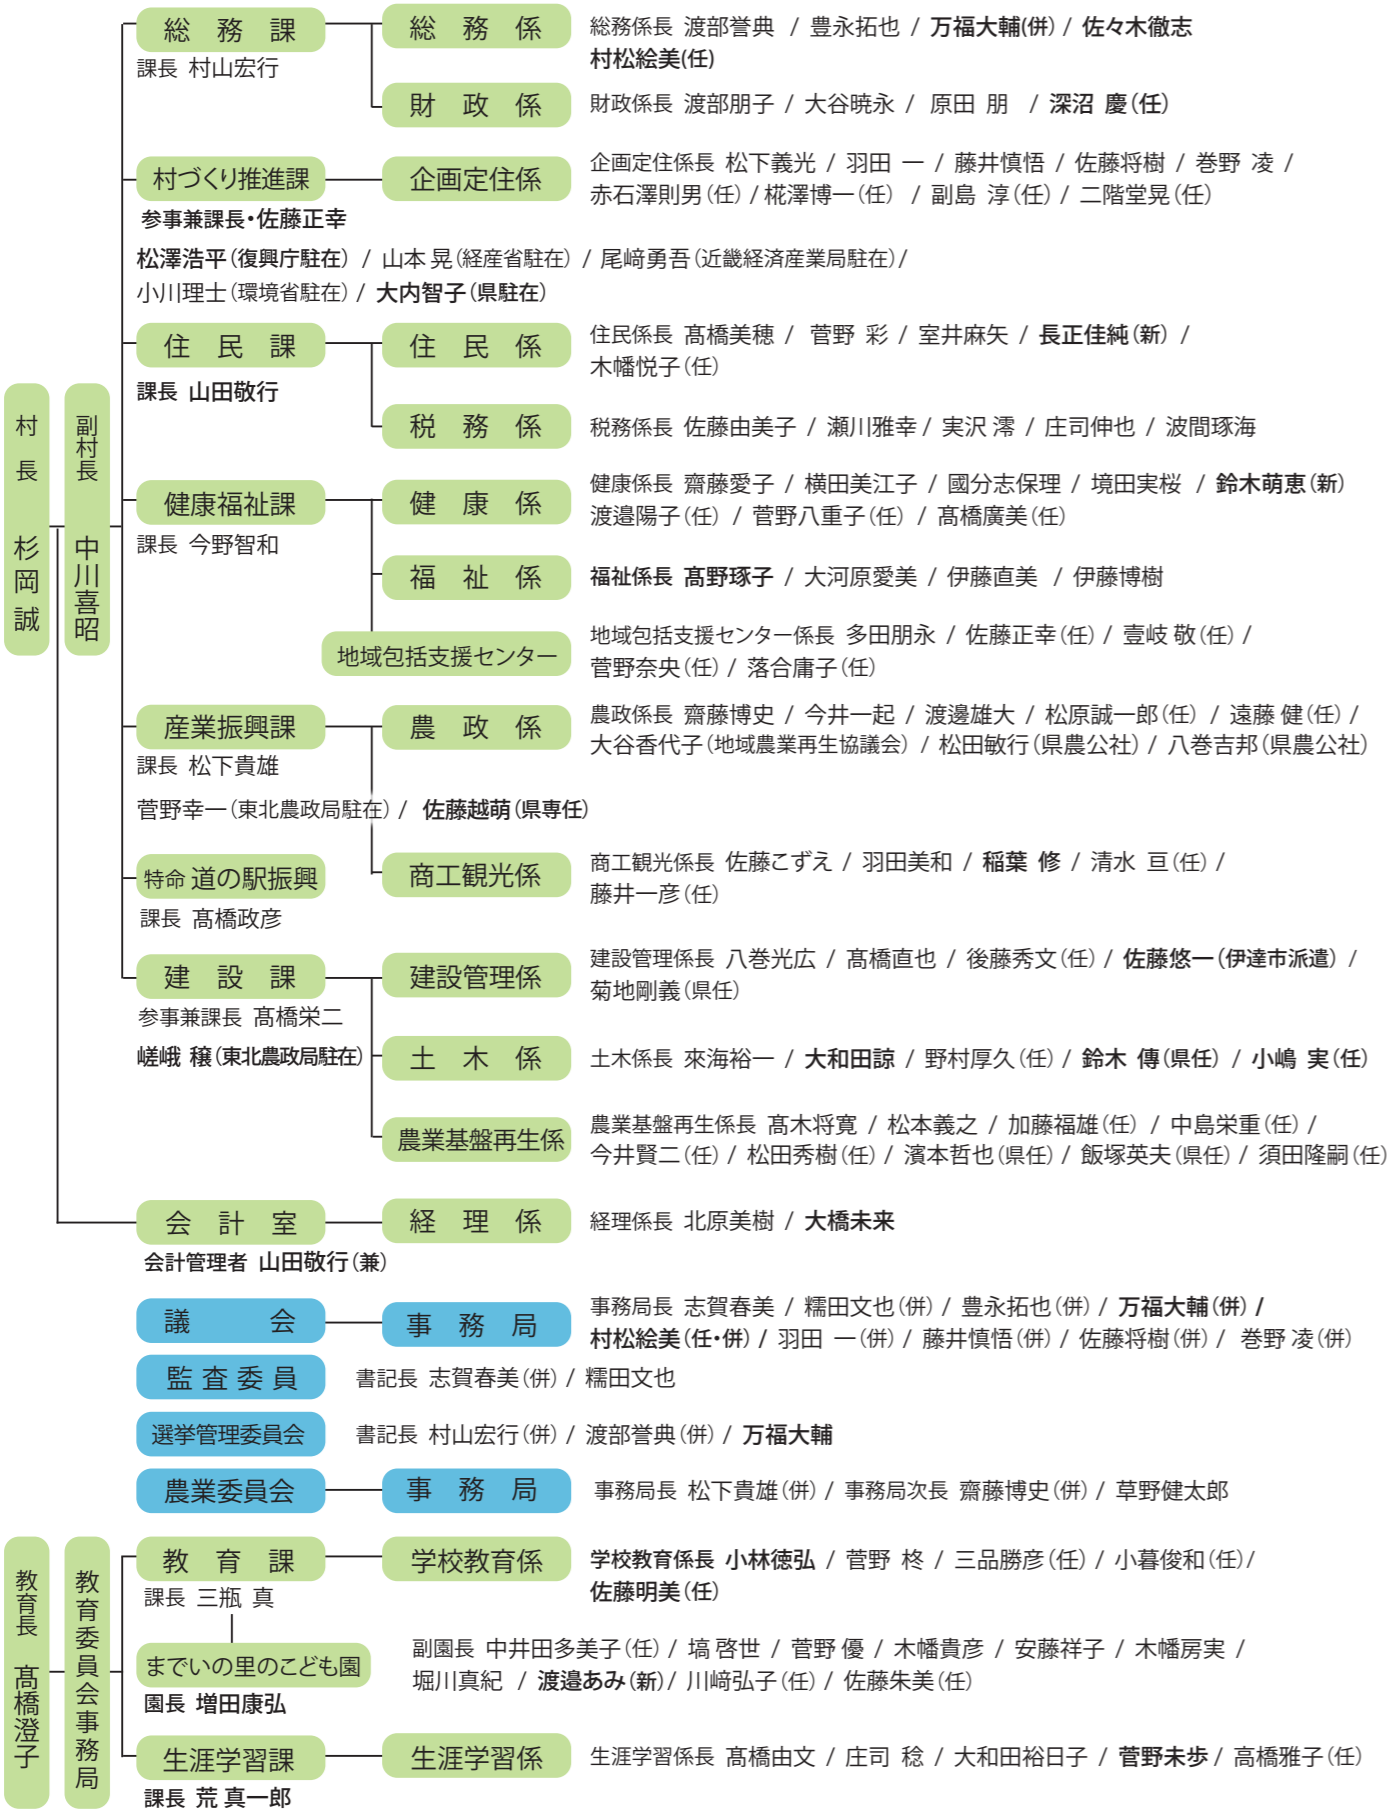 総務課
総務係
総務係長 渡部誉典 / 豊永拓也 / 万福大輔(併) / 佐々木徹志
村松絵美(任)
課長 村山宏行
財政係
財政係長 渡部朋子 / 大谷暁永 / 原田 朋 / 深沼 慶(任)
村づくり推進課
企画定住係
企画定住係長 松下義光 / 羽田 一 / 藤井慎悟 / 佐藤将樹 / 巻野 凌 /
赤石澤則男(任) / 椛澤博一(任) / 副島 淳(任) / 二階堂晃(任)
参事兼課長・佐藤正幸
松澤浩平(復興庁駐在) / 山本 晃(経産省駐在) / 尾﨑勇吾(近畿経済産業局駐在)/
小川理士(環境省駐在) / 大内智子(県駐在)
住民課
住民係
住民係長 髙橋美穂 / 菅野 彩 / 室井麻矢 / 長正佳純(新) /
木幡悦子(任)
課長 山田敬行
税務係
税務係長 佐藤由美子 / 瀬川雅幸 / 実沢 澪 / 庄司伸也 / 波間琢海
村長 杉岡誠
副村長 中川喜昭
健康福祉課
健康係
健康係長 齋藤愛子 / 横田美江子 / 國分志保理 / 境田実桜 / 鈴木萌恵(新)
渡邉陽子(任) / 菅野八重子(任) / 髙橋廣美(任)
課長 今野智和
福祉係
福祉係長 髙野琢子 / 大河原愛美 / 伊藤直美 / 伊藤博樹
地域包括支援センター
地域包括支援センター係長 多田朋永 / 佐藤正幸(任) / 壹岐 敬(任) /
菅野奈央(任) / 落合庸子(任)
産業振興課
農政係
農政係長 齋藤博史 / 今井一起 / 渡邊雄大 / 松原誠一郎(任) / 遠藤 健(任) /
大谷香代子(地域農業再生協議会) / 松田敏行(県農公社) / 八巻吉邦(県農公社)
課長 松下貴雄
菅野幸一(東北農政局駐在) / 佐藤越萌(県専任)
特命 道の駅振興
商工観光係
商工観光係長 佐藤こずえ / 羽田美和 / 稲葉 修 / 清水 亘(任) /
藤井一彦(任)
課長 髙橋政彦
建設課
建設管理係
建設管理係長 八巻光広 / 髙橋直也 / 後藤秀文(任) / 佐藤悠一(伊達市派遣) /
菊地剛義(県任)
参事兼課長 髙橋栄二
嵯峨 穣(東北農政局駐在)
土木係
土木係長 來海裕一 / 大和田諒 / 野村厚久(任) / 鈴木 傳(県任) / 小嶋 実(任)
農業基盤再生係
農業基盤再生係長 髙木将寛 / 松本義之 / 加藤福雄(任) / 中島栄重(任) /
今井賢二(任) / 松田秀樹(任) / 濱本哲也(県任) / 飯塚英夫(県任) / 須田隆嗣(任)
会計室
経理係
経理係長 北原美樹 / 大橋未来
会計管理者 山田敬行(兼)
議会
事務局
事務局長 志賀春美 / 糯田文也(併) / 豊永拓也(併) / 万福大輔(併) /
村松絵美(任・併) / 羽田 一(併) / 藤井慎悟(併) / 佐藤将樹(併) / 巻野 凌(併)
監査委員
書記長 志賀春美(併) / 糯田文也
選挙管理委員会
書記長 村山宏行(併) / 渡部誉典(併) / 万福大輔
農業委員会
事務局
事務局長 松下貴雄(併) / 事務局次長 齋藤博史(併) / 草野健太郎
教育長 髙橋澄子
教育委員会事務局
教育課
学校教育係
学校教育係長 小林徳弘 / 菅野 柊 / 三品勝彦(任) / 小暮俊和(任)/
佐藤明美(任)
課長 三瓶 真
までいの里のこども園
副園長 中井田多美子(任) / 塙 啓世 / 菅野 優 / 木幡貴彦 / 安藤祥子 / 木幡房実 /
堀川真紀 / 渡邉あみ(新)/ 川﨑弘子(任) / 佐藤朱美(任)
園長 増田康弘
生涯学習課
生涯学習係
生涯学習係長 髙橋由文 / 庄司 稔 / 大和田裕日子 / 菅野未歩 / 高橋雅子(任)
課長 荒 真一郎